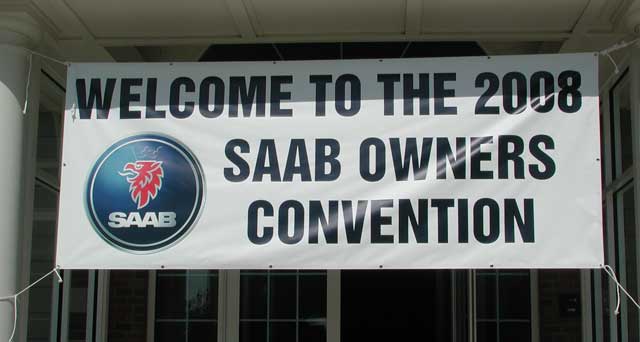 WELCOME TO THE 2008
SAAB OWNERS
SAAB
CONVENTION